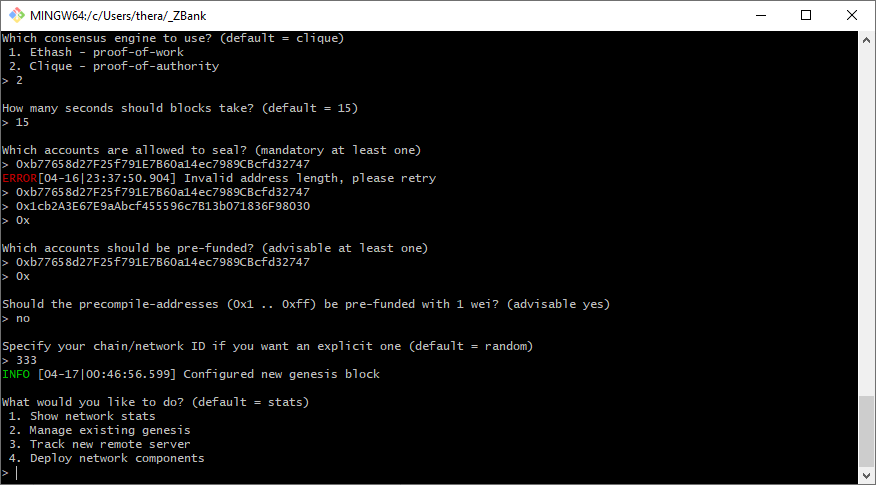 MINGW64:/c/Users/thera/_ZBank
Which consensus engine to use? (default = clique)
 1. Ethash - proof-of-work
 2. Clique - proof-of-authority
> 2

How many seconds should blocks take? (default = 15)
> 15

Which accounts are allowed to seal? (mandatory at least one)
> 0xb77658d27F25f791E7B60a14ec7989CBcfd32747
ERROR[04-16|23:37:50.904] Invalid address length, please retry
> 0xb77658d27F25f791E7B60a14ec7989CBcfd32747
> 0x1cb2A3E67E9aAbcf455596c7B13b071836F98030
> 0x

Which accounts should be pre-funded? (advisable at least one)
> 0xb77658d27F25f791E7B60a14ec7989CBcfd32747
> 0x

Should the precompile-addresses (0x1 .. 0xff) be pre-funded with 1 wei? (advisable yes)
> no

Specify your chain/network ID if you want an explicit one (default = random)
> 333
INFO [04-17|00:46:56.599] Configured new genesis block

What would you like to do? (default = stats)
 1. Show network stats
 2. Manage existing genesis
 3. Track new remote server
 4. Deploy network components
>